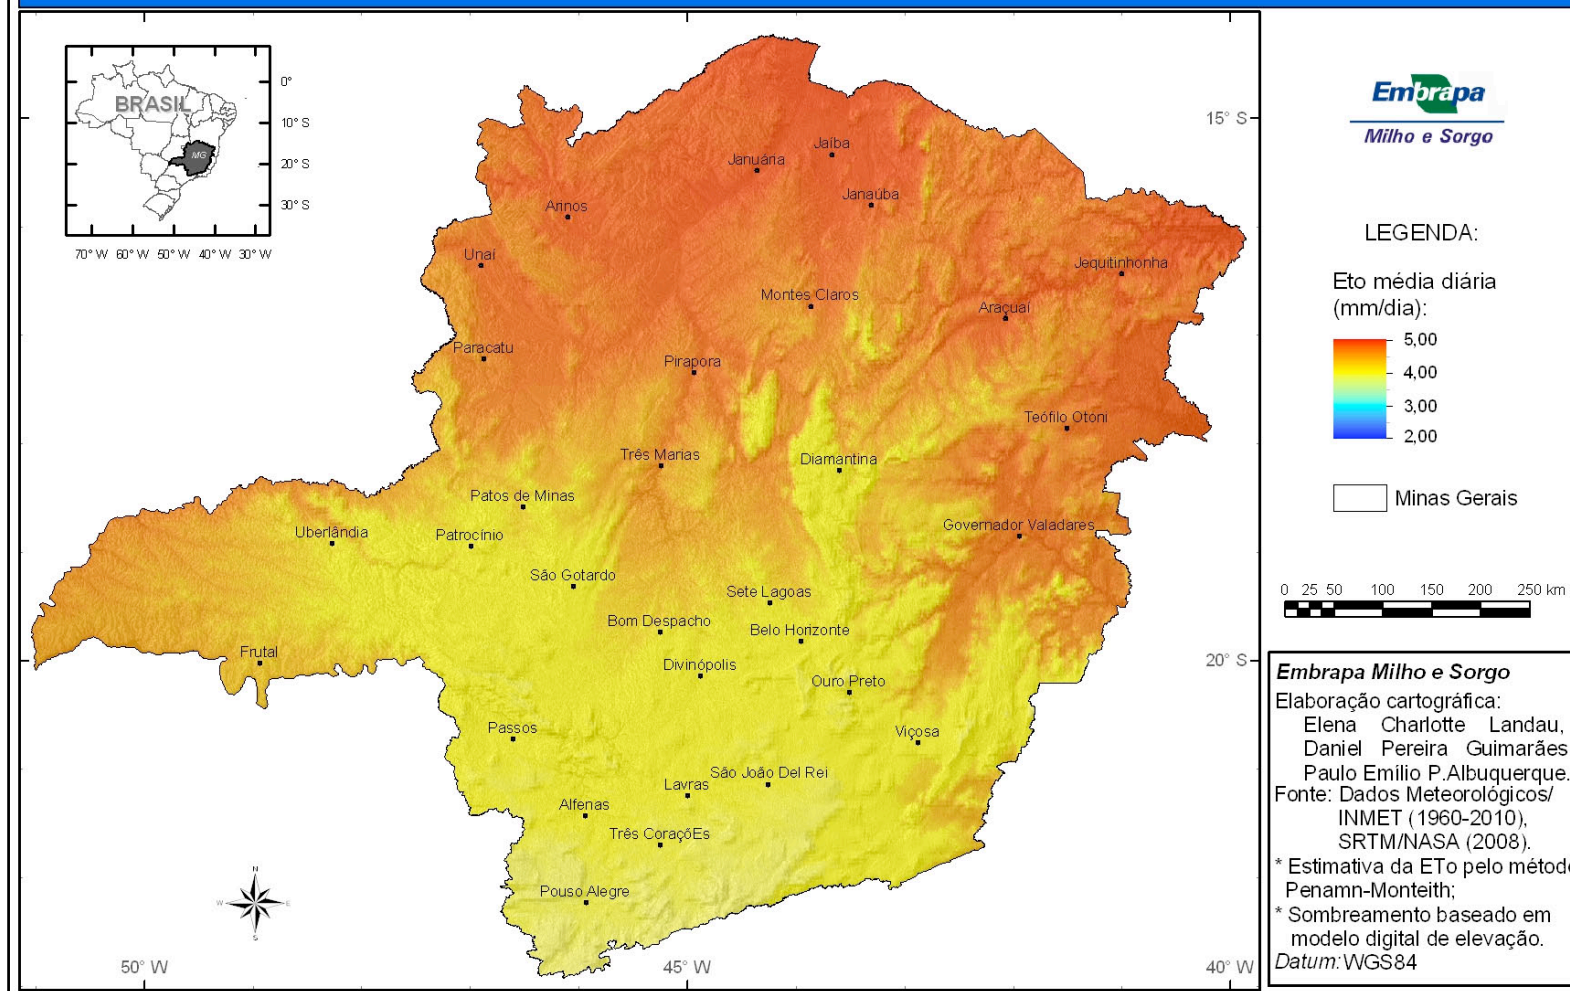 BRASIL
MG
0°
10° S
20° S
30° S
70° W 60° W 50° W 40° W 30° W
15° S
20° S
50° W
45° W
40° W
Jaíba
Januária
Janaúba
Arinos
Unaí
Jequitinhonha
Montes Claros
Araçuaí
Paracatu
Pirapora
Teófilo Otoni
Três Marias
Diamantina
Patos de Minas
Governador Valadares
Uberlândia
Patrocínio
São Gotardo
Sete Lagoas
Bom Despacho
Belo Horizonte
Frutal
Divinópolis
Ouro Preto
Passos
Viçosa
São João Del Rei
Lavras
Alfenas
Três CoraçõEs
Pouso Alegre
N
W
E
S
Embrapa
Milho e Sorgo
LEGENDA:
Eto média diária
(mm/dia):
5,00
4,00
3,00
2,00
Minas Gerais
0 25 50 100 150 200 250 km
Embrapa Milho e Sorgo
Elaboração cartográfica:
Elena Charlotte Landau,
Daniel Pereira Guimarães
Paulo Emílio P.Albuquerque.
Fonte: Dados Meteorológicos/
INMET (1960-2010),
SRTM/NASA (2008).
* Estimativa da ETo pelo método
Penamn-Monteith;
* Sombreamento baseado em
modelo digital de elevação.
Datum:WGS84